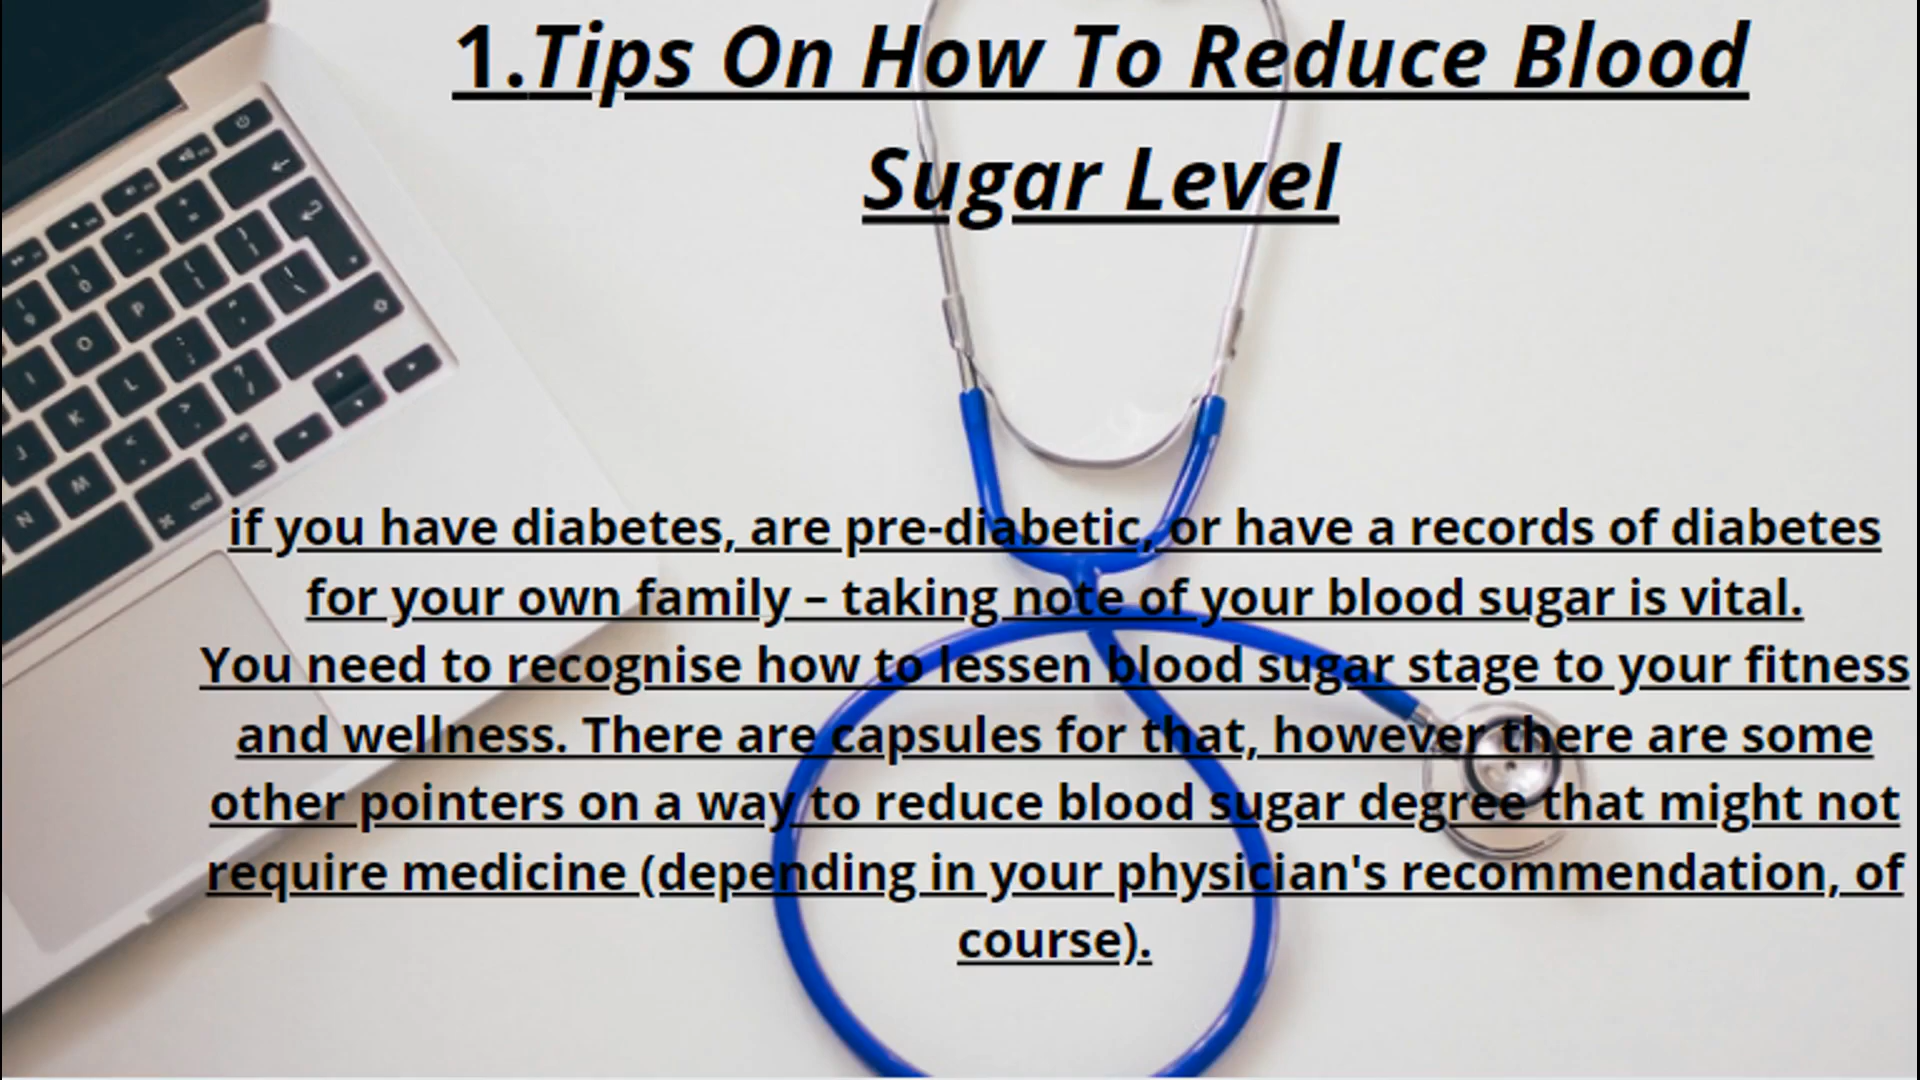 1.Tips On How To Reduce Blood
Sugar Level
if you have diabetes, are pre-diabetic, or have a records of diabetes
for your own family – taking note of your blood sugar is vital.
You need to recognise how to lessen blood sugar stage to your fitness
and wellness. There are capsules for that, however there are some
other pointers on a way to reduce blood sugar degree that might not
require medicine (depending in your physician's recommendation, of
course).